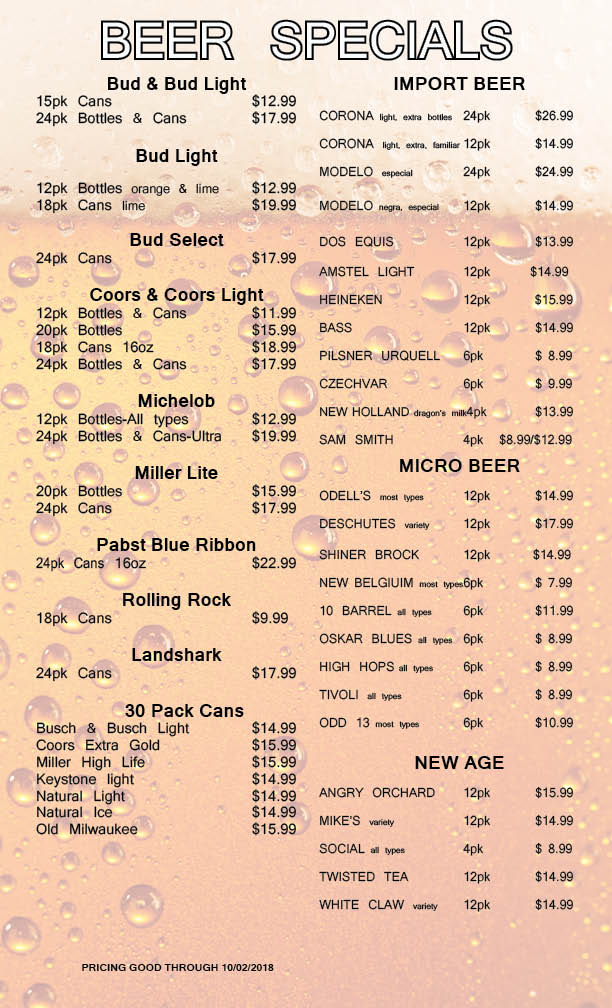 BEER SPECIALS
Bud & Bud Light
15pk Cans $12.99
24pk Bottles & Cans $17.99
Bud Light
12pk Bottles orange & lime $12.99
18pk Cans lime $19.99
Bud Select
24pk Cans $17.99
Coors & Coors Light
12pk Bottles & Cans $11.99
20pk Bottles $15.99
18pk Cans 16oz $18.99
24pk Bottles & Cans $17.99
Michelob
12pk Bottles-All types $12.99
24pk Bottles & Cans-Ultra $19.99
Miller Lite
20pk Bottles $15.99
24pk Cans $17.99
Pabst Blue Ribbon
24pk Cans 16oz $22.99
Rolling Rock
18pk Cans $9.99
Landshark
24pk Cans $17.99
30 Pack Cans
Busch & Busch Light $14.99
Coors Extra Gold $15.99
Miller High Life $15.99
Keystone light $14.99
Natural Light $14.99
Natural Ice $14.99
Old Milwaukee $15.99
IMPORT BEER
CORONA light, extra bottles 24pk $26.99
CORONA light, extra, familiar 12pk $14.99
MODELO especial 24pk $24.99
MODELO negra, especial 12pk $14.99
DOS EQUIS 12pk $13.99
AMSTEL LIGHT 12pk $14.99
HEINEKEN 12pk $15.99
BASS 12pk $14.99
PILSNER URQUELL 6pk $ 8.99
CZECHVAR 6pk $ 9.99
NEW HOLLAND dragon's milk 4pk $13.99
SAM SMITH 4pk $8.99/$12.99
MICRO BEER
ODELL'S most types 12pk $14.99
DESCHUTES variety 12pk $17.99
SHINER BROCK 12pk $14.99
NEW BELGIUIM most types 6pk $ 7.99
10 BARREL all types 6pk $11.99
OSKAR BLUES all types 6pk $ 8.99
HIGH HOPS all types 6pk $ 8.99
TIVOLI all types 6pk $ 8.99
ODD 13 most types 6pk $10.99
NEW AGE
ANGRY ORCHARD 12pk $15.99
MIKE'S variety 12pk $14.99
SOCIAL all types 4pk $ 8.99
TWISTED TEA 12pk $14.99
WHITE CLAW variety 12pk $14.99
PRICING GOOD THROUGH 10/02/2018